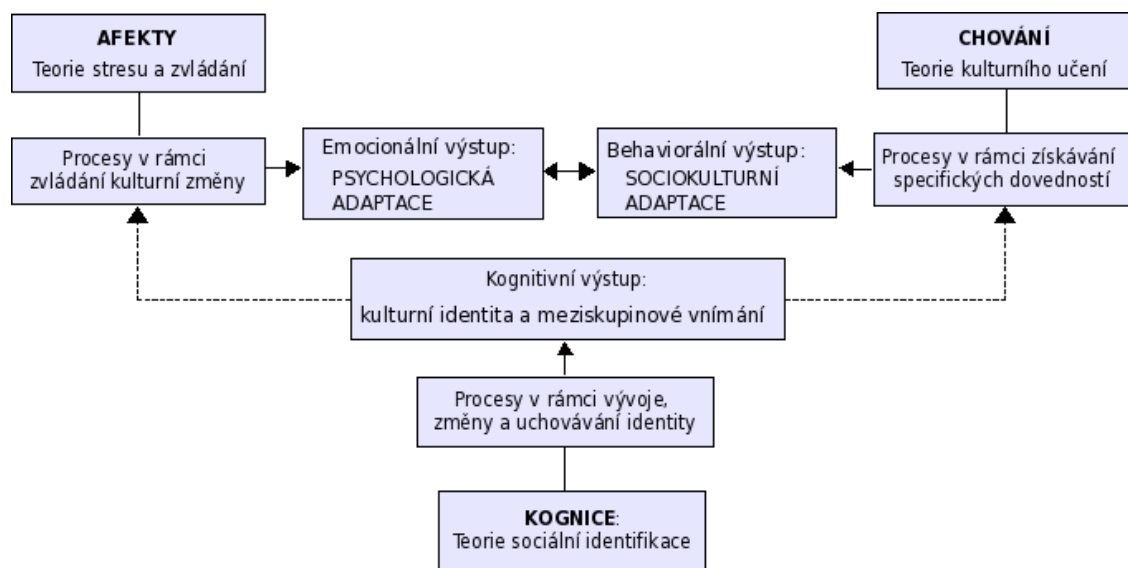 AFEKTY
Teorie stresu a zvládání
CHOVÁNÍ
Teorie kulturního učení
Procesy v rámci
zvládání kulturní změny
Emocionální výstup:
PSYCHOLOGICKÁ
ADAPTACE
Behaviorální výstup:
SOCIOKULTURNÍ
ADAPTACE
Procesy v rámci získávání
specifických dovedností
Kognitivní výstup:
kulturní identita a meziskupinové vnímání
Procesy v rámci vývoje,
změny a uchovávání identity
KOGNICE:
Teorie sociální identifikace